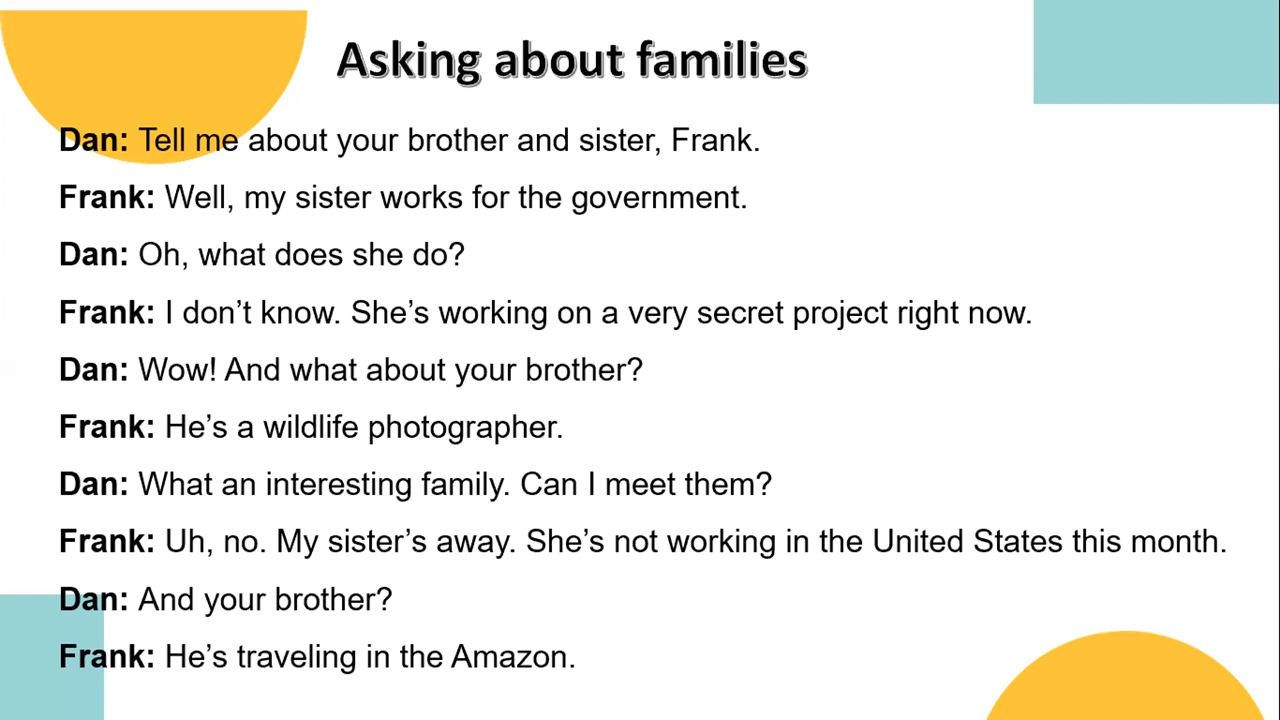 Asking about families
Dan: Tell me about your brother and sister, Frank.
Frank: Well, my sister works for the government.
Dan: Oh, what does she do?
Frank: I don’t know. She’s working on a very secret project right now.
Dan: Wow! And what about your brother?
Frank: He’s a wildlife photographer.
Dan: What an interesting family. Can I meet them?
Frank: Uh, no. My sister’s away. She’s not working in the United States this month.
Dan: And your brother?
Frank: He’s traveling in the Amazon.